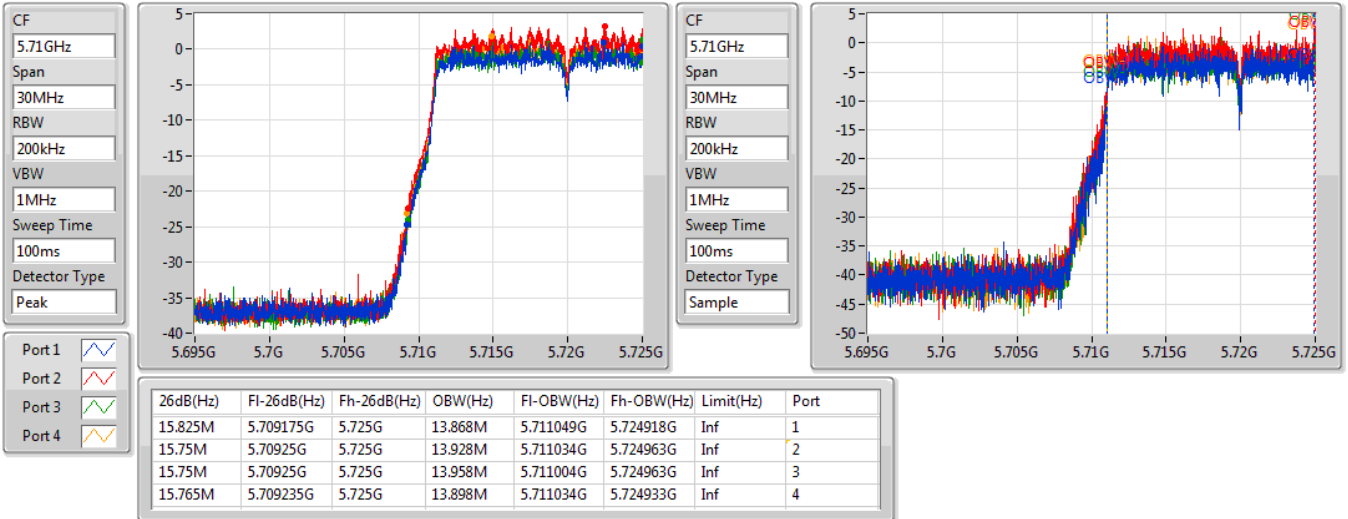 CF
5.71GHz
Span
30MHz
RBW
200kHz
VBW
1MHz
Sweep Time
100ms
Detector Type
Peak
5
0
-5
-10
-15
-20
-25
-30
-35
-40
5.695G 5.7G 5.705G 5.71G 5.715G 5.72G 5.725G
CF
5.71GHz
Span
30MHz
RBW
200kHz
VBW
1MHz
Sweep Time
100ms
Detector Type
Sample
5
0
-5
-10
-15
-20
-25
-30
-35
-40
-45
-50
5.695G 5.7G 5.705G 5.71G 5.715G 5.72G 5.725G
Port 1
Port 2
Port 3
Port 4
26dB(Hz) Fl-26dB(Hz) Fh-26dB(Hz) OBW(Hz) Fl-OBW(Hz) Fh-OBW(Hz) Limit(Hz) Port
15.825M 5.709175G 5.725G 13.868M 5.711049G 5.724918G Inf 1
15.75M 5.70925G 5.725G 13.928M 5.711034G 5.724963G Inf 2
15.75M 5.70925G 5.725G 13.958M 5.711004G 5.724963G Inf 3
15.765M 5.709235G 5.725G 13.898M 5.711034G 5.724933G Inf 4